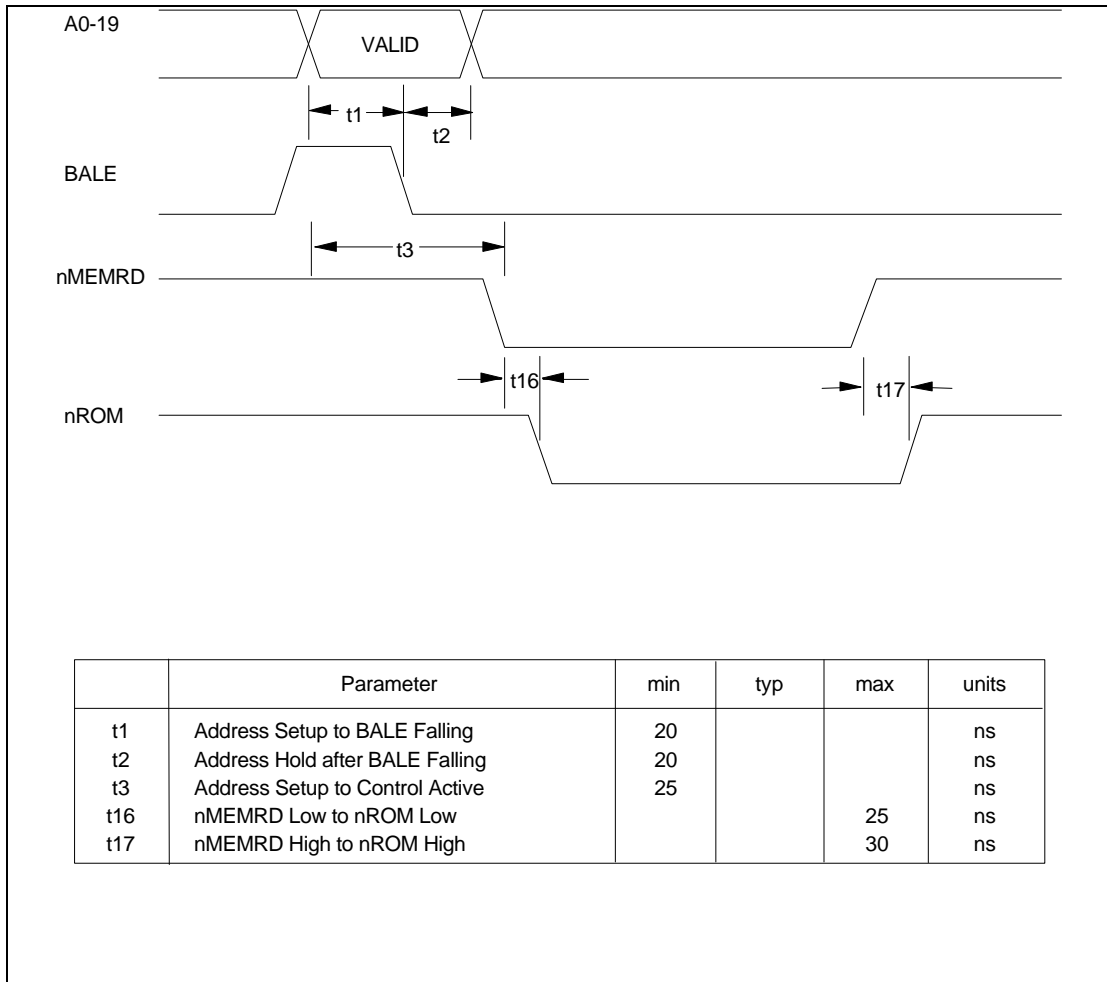 A0-19
VALID
t1
t2
BALE
t3
nMEMRD
t16
t17
nROM
Parameter min typ max units
t1 Address Setup to BALE Falling 20 ns
t2 Address Hold after BALE Falling 20 ns
t3 Address Setup to Control Active 25 ns
t16 nMEMRD Low to nROM Low 25 ns
t17 nMEMRD High to nROM High 30 ns